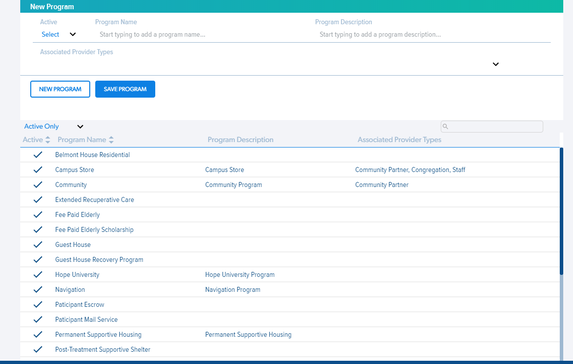 New Program
Active Program Name Program Description
Select Start typing to add a program name... Start typing to add a program description...
Associated Provider Types
NEW PROGRAM SAVE PROGRAM
Active Only
Active Program Name Program Description Associated Provider Types
Belmont House Residential
Campus Store Campus Store Community Partner, Congregation, Staff
Community Community Program Community Partner
Extended Recuperative Care
Fee Paid Elderly
Fee Paid Elderly Scholarship
Guest House
Guest House Recovery Program
Hope University Hope University Program
Navigation Navigation Program
Paticipant Escrow
Paticipant Mail Service
Permanent Supportive Housing Permanent Supportive Housing
Post-Treatment Supportive Shelter